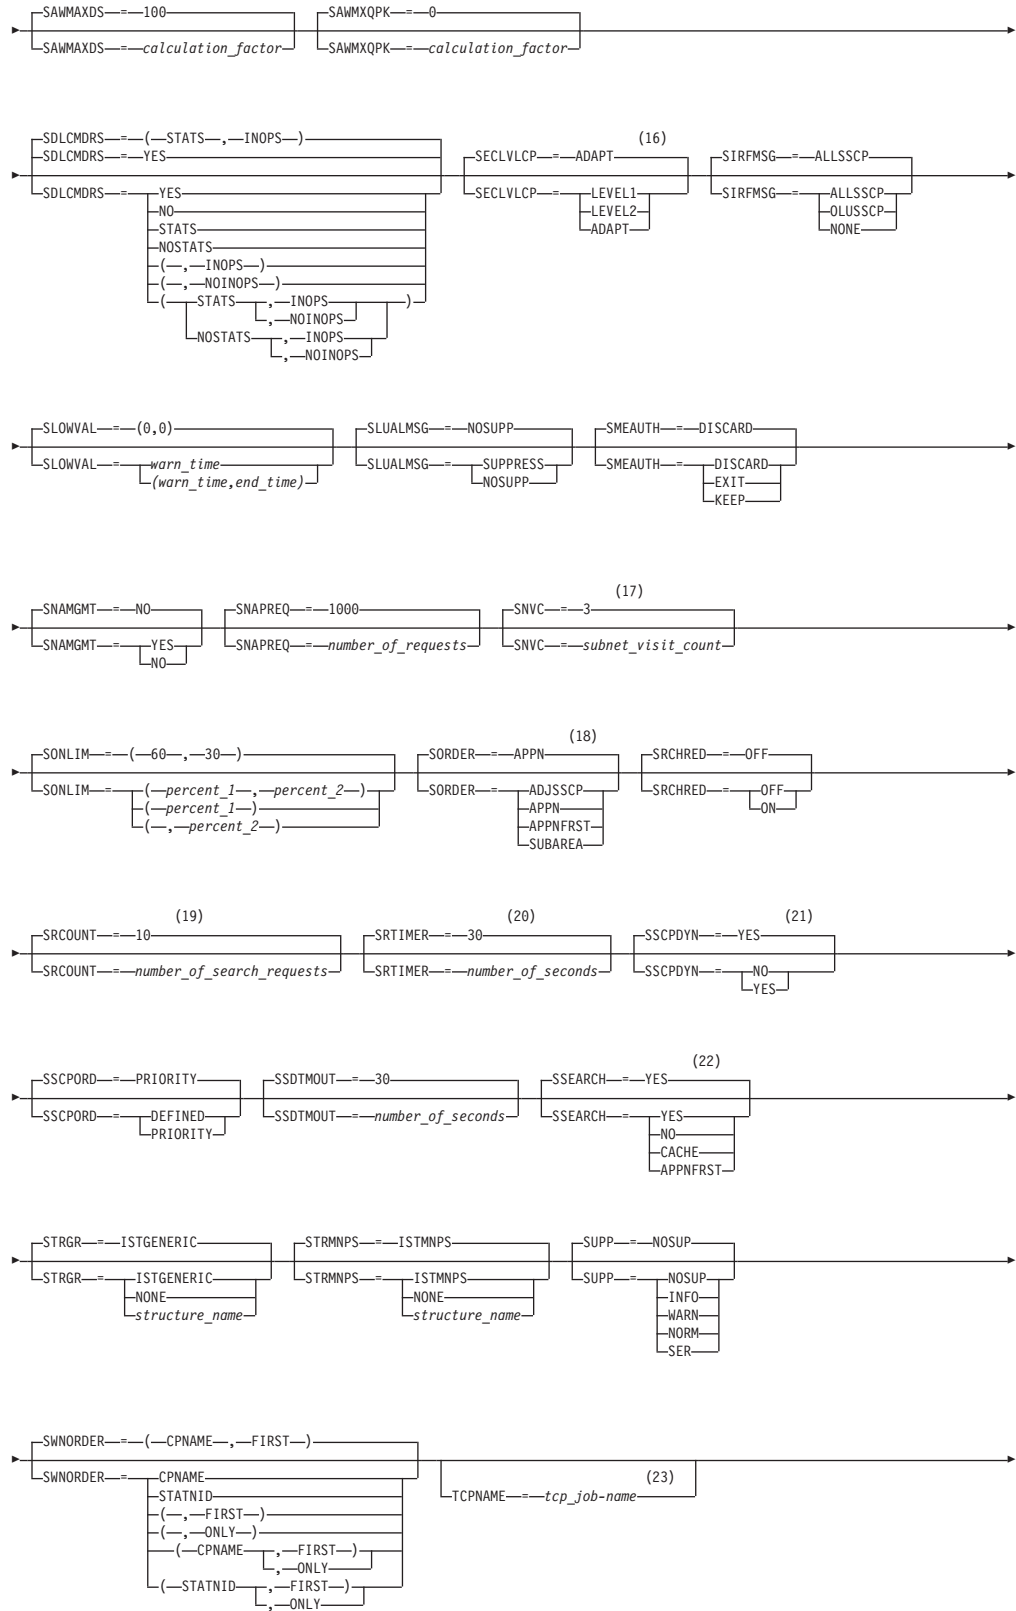 SAWMAXDS = 100 SAWMXQPK = 0
SAWMAXDS = calculation_factor SAWMXQPK = calculation_factor
(16)
SDLCMDRS = ( STATS , INOPS ) SECLVLCP = ADAPT SIRFMSG = ALLSSCP
SDLCMDRS = YES
SDLCMDRS = YES SECLVLCP = LEVEL1 SIRFMSG = ALLSSCP
NO LEVEL2 OLUSSCP
STATS ADAPT NONE
NOSTATS
( , INOPS )
( , NOINOPS )
( STATS , INOPS )
, NOINOPS
NOSTATS , INOPS
, NOINOPS
SLOWVAL = (0,0) SLUALMSG = NOSUPP SMEAUTH = DISCARD
SLOWVAL = warn_time SLUALMSG = SUPPRESS SMEAUTH = DISCARD
(warn_time,end_time) NOSUPP EXIT
KEEP
(17)
SNAMGMT = NO SNAPREQ = 1000 SNVC = 3
SNAMGMT = YES SNAPREQ = number_of_requests SNVC = subnet_visit_count
NO
(18)
SONLIM = ( 60 , 30 ) SORDER = APPN SRCHRED = OFF
SONLIM = ( percent_1 , percent_2 ) SORDER = ADJSSCP SRCHRED = OFF
( percent_1 ) APPN ON
( , percent_2 ) APPNFRST
SUBAREA
(19) (20) (21)
SRCOUNT = 10 SRTIMER = 30 SSCPDYN = YES
SRCOUNT = number_of_search_requests SRTIMER = number_of_seconds SSCPDYN = NO
YES
(22)
SSCPORD = PRIORITY SSDTMOUT = 30 SSEARCH = YES
SSCPORD = DEFINED SSDTMOUT = number_of_seconds SSEARCH = YES
PRIORITY NO
CACHE
APPNFRST
STRGR = ISTGENERIC STRMNPS = ISTMNPS SUPP = NOSUP
STRGR = ISTGENERIC STRMNPS = ISTMNPS SUPP = NOSUP
NONE NONE INFO
structure_name structure_name WARN
NORM
SER
SWNORDER = ( CPNAME , FIRST )
SWNORDER = CPNAME (23)
STATNID TCPNAME = tcp_job-name
( , FIRST )
( , ONLY )
( CPNAME , FIRST )
, ONLY
( STATNID , FIRST )
, ONLY